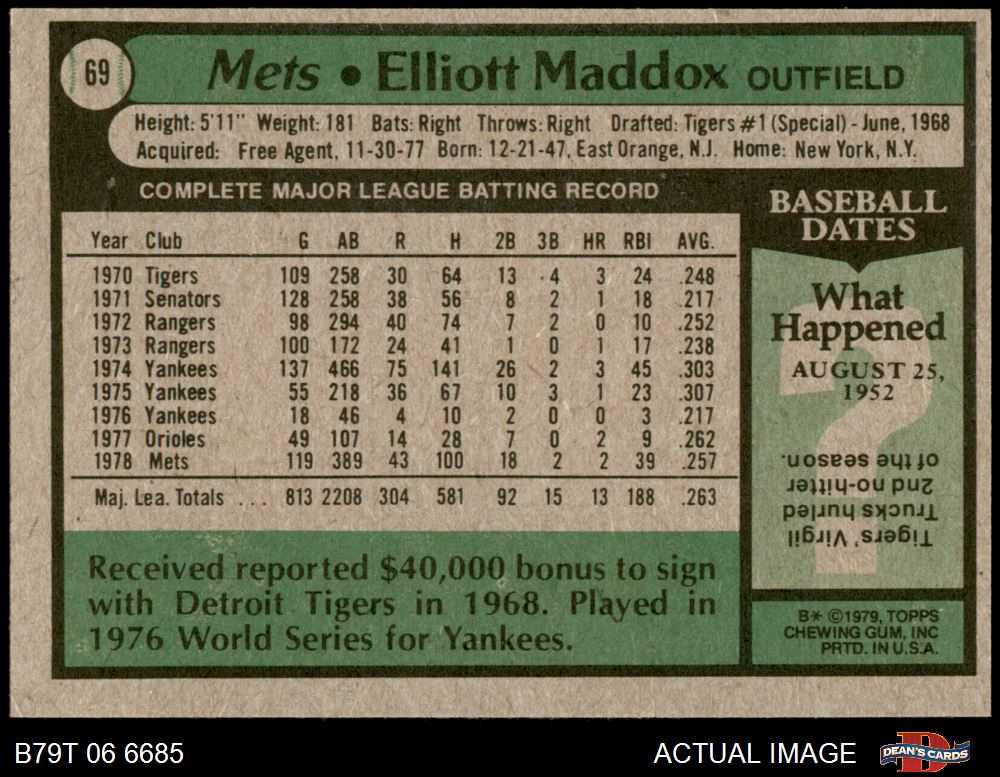 69
Mets • Elliott Maddox OUTFIELD
Height: 5'11" Weight: 181 Bats: Right Throws: Right Drafted: Tigers #1 (Special) - June, 1968
Acquired: Free Agent, 11-30-77 Born: 12-21-47, East Orange, N.J. Home: New York, N.Y.
COMPLETE MAJOR LEAGUE BATTING RECORD
Year Club G AB R H 2B 3B HR RBI AVG.
1970 Tigers 109 258 30 64 13 4 3 24 .248
1971 Senators 128 258 38 56 8 2 1 18 .217
1972 Rangers 98 294 40 74 7 2 0 10 .252
1973 Rangers 100 172 24 41 1 0 1 17 .238
1974 Yankees 137 466 75 141 26 2 3 45 .303
1975 Yankees 55 218 36 67 10 3 1 23 .307
1976 Yankees 18 46 4 10 2 0 0 3 .217
1977 Orioles 49 107 14 28 7 0 2 9 .262
1978 Mets 119 389 43 100 18 2 2 39 .257
Maj. Lea. Totals .... 813 2208 304 581 92 15 13 188 .263
Received reported $40,000 bonus to sign
with Detroit Tigers in 1968. Played in
1976 World Series for Yankees.
BASEBALL
DATES
What
Happened
AUGUST 25,
1952
?
Tigers' Virgil
Trucks hurled
2nd no-hitter
of the season.
B* ©1979, TOPPS
CHEWING GUM, INC
PRTD. IN U.S.A.
B79T 06 6685
ACTUAL IMAGE
DEAN'S CARDS